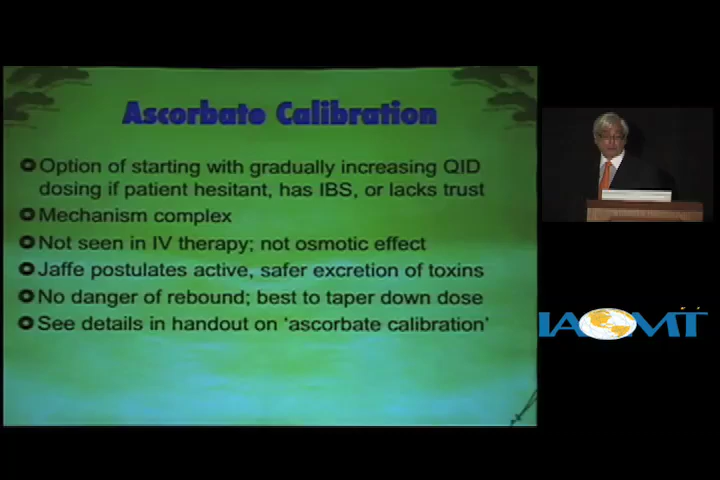 Ascorbate Calibration
Option of starting with gradually increasing QID
dosing if patient hesitant, has IBS, or lacks trust
Mechanism complex
Not seen in IV therapy; not osmotic effect
Jaffe postulates active, safer excretion of toxins
No danger of rebound; best to taper down dose
See details in handout on ‘ascorbate calibration’
IAOMT